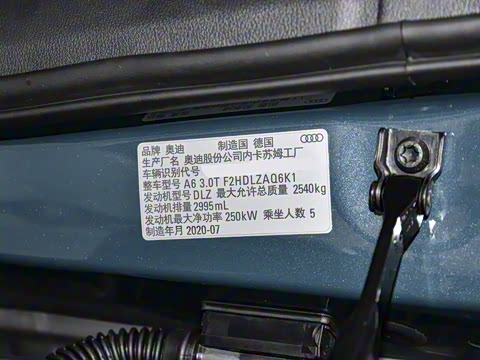 品牌 奥迪 制造国 德国
生产厂名 奥迪股份公司内卡苏姆工厂
车辆识别代号
整车型号 A6 3.0T F2HDLZAQ6K1
发动机型号 DLZ 最大允许总质量 2540kg
发动机排量 2995mL
发动机最大净功率 250kW 乘坐人数 5
制造年月 2020-07